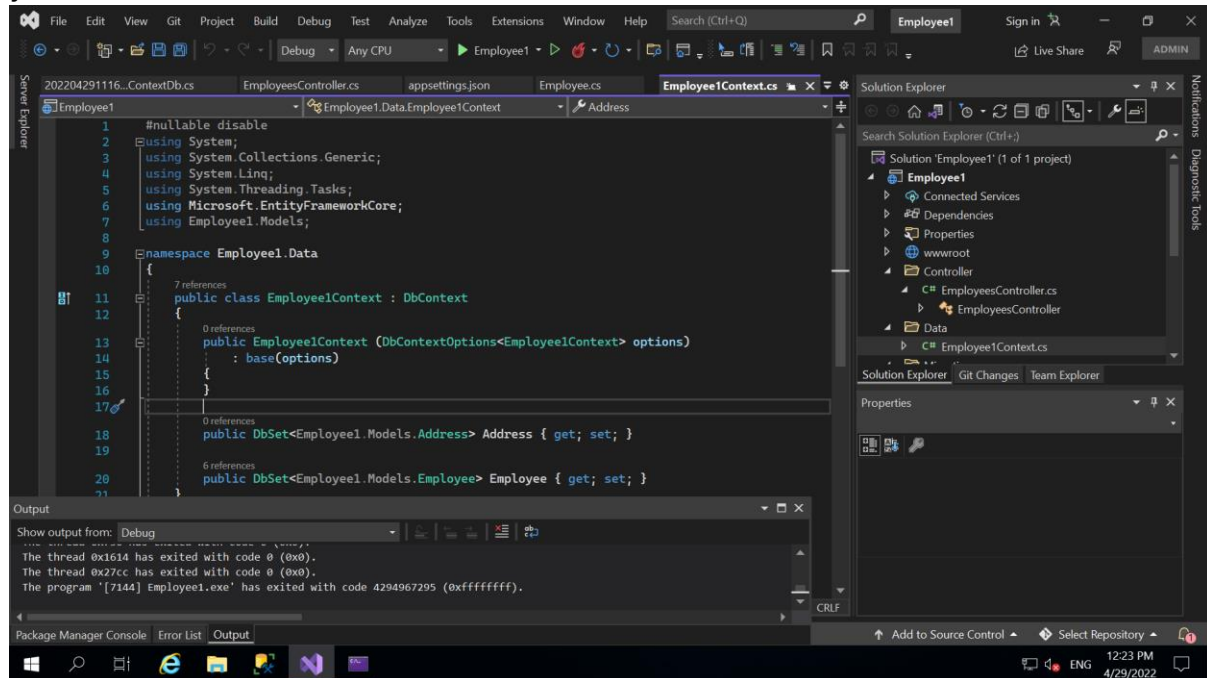 File Edit View Git Project Build Debug Test Analyze Tools Extensions Window Help Search (Ctrl+Q) Employee1 Sign in
Debug Any CPU Employee1 Live Share ADMIN
Server Explorer
202204291116...ContextDb.cs EmployeesController.cs appsettings.json Employee.cs Employee1Context.cs
Employee1 Employee1.Data.Employee1Context Address
1 #nullable disable
2 using System;
3 using System.Collections.Generic;
4 using System.Linq;
5 using System.Threading.Tasks;
6 using Microsoft.EntityFrameworkCore;
7 using Employee1.Models;
8
9 namespace Employee1.Data
10 {
7 references
11 public class Employee1Context : DbContext
12 {
0 references
13 public Employee1Context (DbContextOptions<Employee1Context> options)
14 : base(options)
15 {
16 }
17
0 references
18 public DbSet<Employee1.Models.Address> Address { get; set; }
19
6 references
20 public DbSet<Employee1.Models.Employee> Employee { get; set; }
21 }
CRLF
Output
Show output from: Debug
The thread 0x1614 has exited with code 0 (0x0).
The thread 0x27cc has exited with code 0 (0x0).
The program '[7144] Employee1.exe' has exited with code 4294967295 (0xffffffff).
Package Manager Console Error List Output
Solution Explorer
Search Solution Explorer (Ctrl+;)
Solution 'Employee1' (1 of 1 project)
Employee1
Connected Services
Dependencies
Properties
wwwroot
Controller
C# EmployeesController.cs
EmployeesController
Data
C# Employee1Context.cs
Solution Explorer Git Changes Team Explorer
Properties
Notifications
Diagnostic Tools
Add to Source Control Select Repository
ENG
12:23 PM
4/29/2022